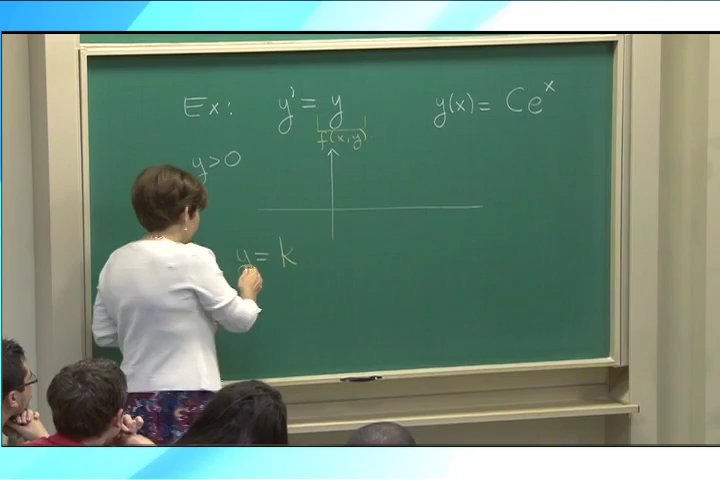 Ex: y' = y y(x) = Ce^x
f(x,y)
y>0
y = k